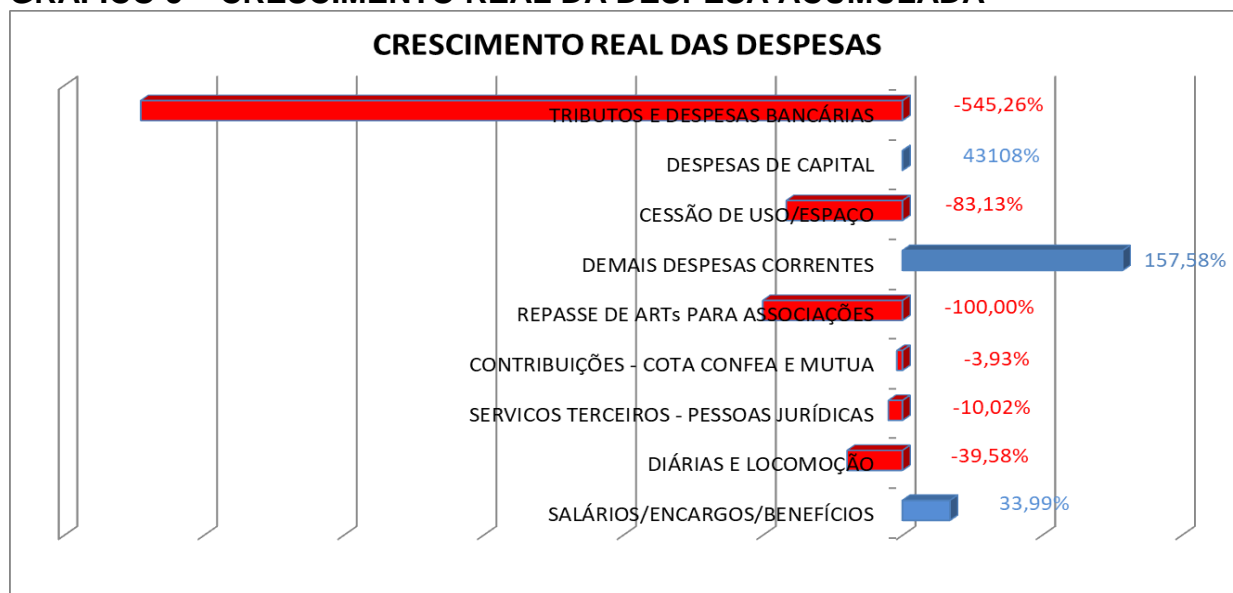 CRESCIMENTO REAL DAS DESPESAS
TRIBUTOS E DESPESAS BANCÁRIAS -545,26%
DESPESAS DE CAPITAL 43108%
CESSÃO DE USO/ESPAÇO -83,13%
DEMAIS DESPESAS CORRENTES 157,58%
REPASSE DE ARTs PARA ASSOCIAÇÕES -100,00%
CONTRIBUIÇÕES - COTA CONFEA E MUTUA -3,93%
SERVICOS TERCEIROS - PESSOAS JURÍDICAS -10,02%
DIÁRIAS E LOCOMOÇÃO -39,58%
SALÁRIOS/ENCARGOS/BENEFÍCIOS 33,99%